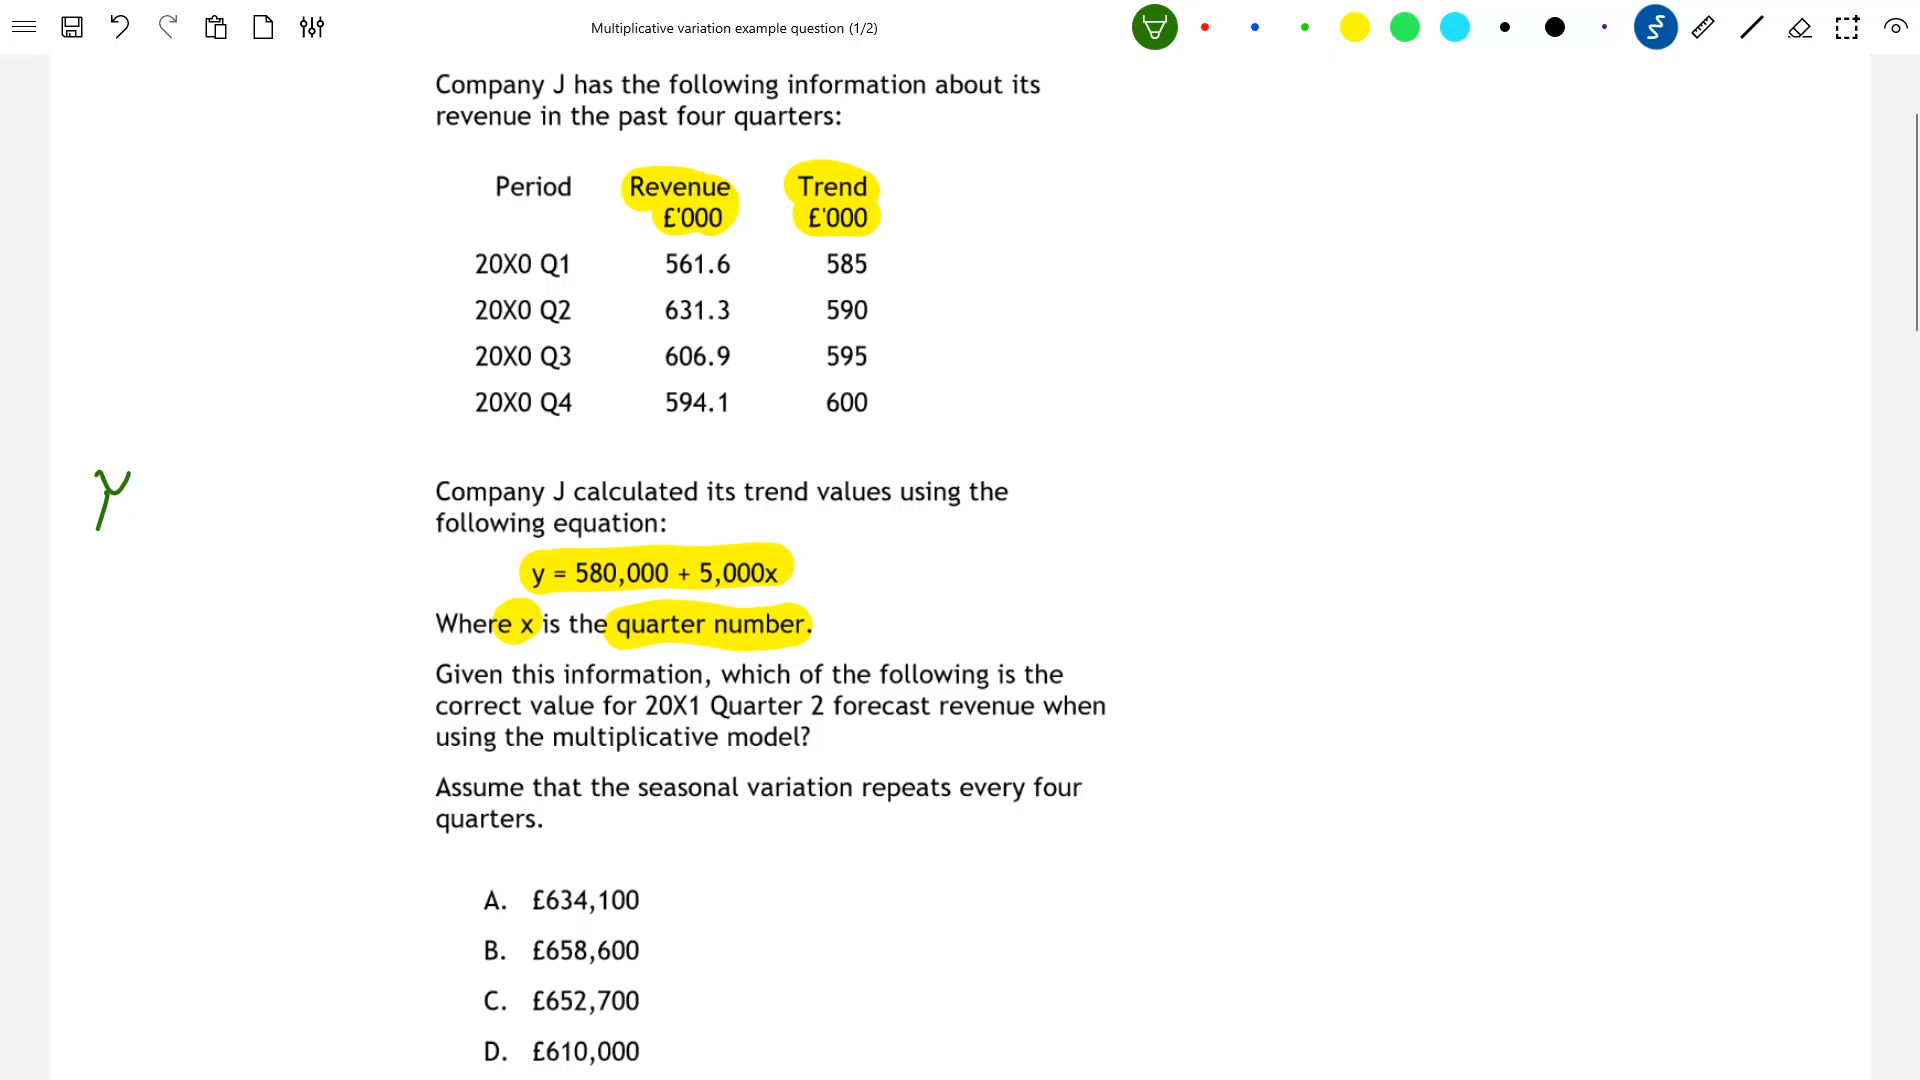 Multiplicative variation example question (1/2)
Company J has the following information about its
revenue in the past four quarters:
Period Revenue Trend
£'000 £'000
20X0 Q1 561.6 585
20X0 Q2 631.3 590
20X0 Q3 606.9 595
20X0 Q4 594.1 600
y
Company J calculated its trend values using the
following equation:
y = 580,000 + 5,000x
Where x is the quarter number.
Given this information, which of the following is the
correct value for 20X1 Quarter 2 forecast revenue when
using the multiplicative model?
Assume that the seasonal variation repeats every four
quarters.
A. £634,100
B. £658,600
C. £652,700
D. £610,000